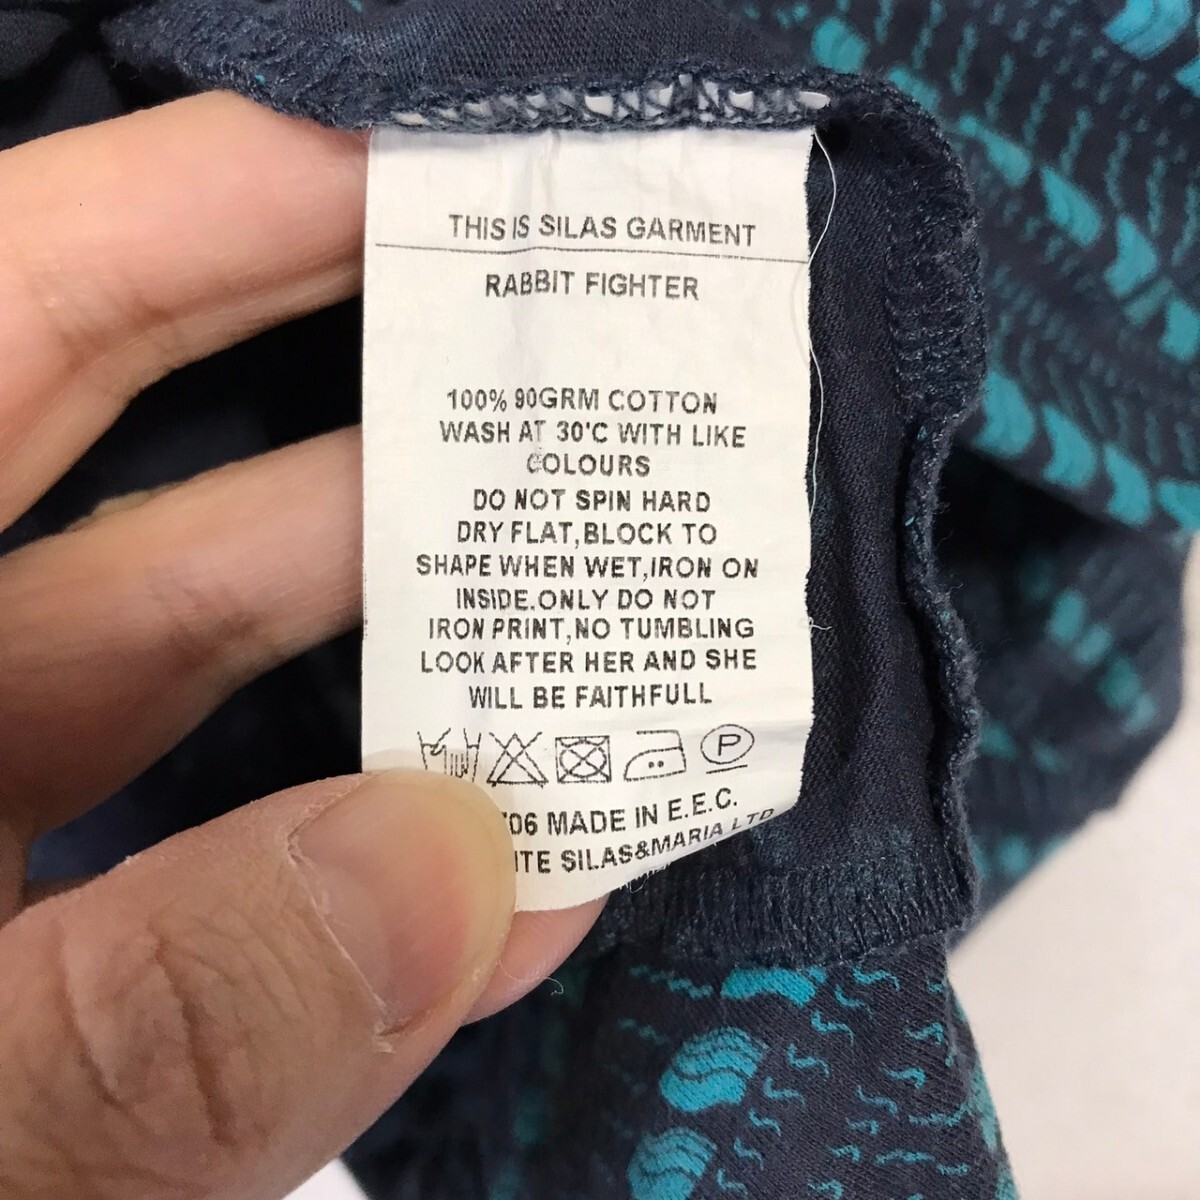 THIS IS SILAS GARMENT
RABBIT FIGHTER
100% 90GRM COTTON
WASH AT 30'C WITH LIKE
COLOURS
DO NOT SPIN HARD
DRY FLAT,BLOCK TO
SHAPE WHEN WET,IRON ON
INSIDE.ONLY DO NOT
IRON PRINT,NO TUMBLING
LOOK AFTER HER AND SHE
WILL BE FAITHFULL
P
MADE IN E.E.C.
SILAS&MARIA LTD